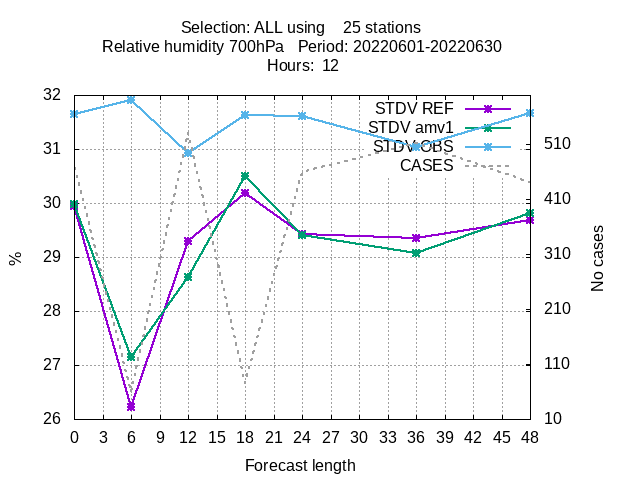 Selection: ALL using    25 stations
Relative humidity 700hPa   Period: 20220601-20220630
Hours:  12
32
31
30
29
28
27
26
%
STDV REF
STDV amv1
STDV OBS
CASES
510
410
310
210
110
10
No cases
0 3 6 9 12 15 18 21 24 27 30 33 36 39 42 45 48
Forecast length